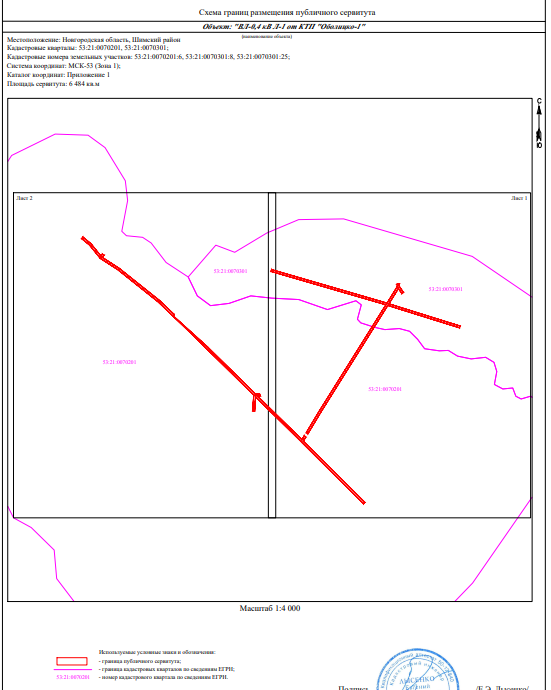 Схема границ размещения публичного сервитута
Объект: "ВЛ-0,4 кВ Л-1 от КТП "Оболицко-1"
(наименование объекта)
Местоположение: Новгородская область, Шимский район
Кадастровые кварталы: 53:21:0070201, 53:21:0070301;
Кадастровые номера земельных участков: 53:21:0070201:6, 53:21:0070301:8, 53:21:0070301:25;
Система координат: МСК-53 (Зона 1);
Каталог координат: Приложение 1
Площадь сервитута: 6 484 кв.м
С
Ю
Лист 2
Лист 1
53:21:0070301
53:21:0070301
53:21:0070201
53:21:0070201
Масштаб 1:4 000
Используемые условные знаки и обозначения:
- граница публичного сервитута;
- граница кадастровых кварталов по сведениям ЕГРН;
53:21:0070201 - номер кадастрового квартала по сведениям ЕГРН.
Подпись
/Е.Э. Лысенко/
ЛЫСЕНКО